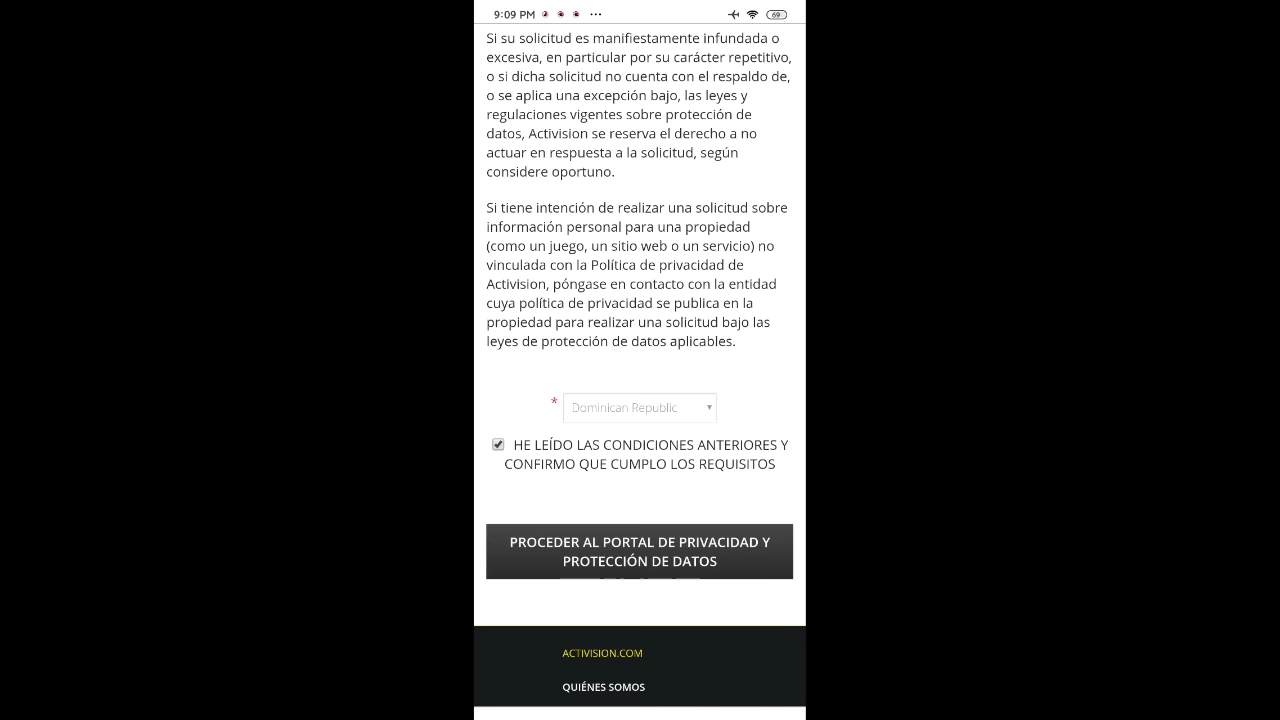 9:09 PM ... 69
Si su solicitud es manifiestamente infundada o
excesiva, en particular por su carácter repetitivo,
o si dicha solicitud no cuenta con el respaldo de,
o se aplica una excepción bajo, las leyes y
regulaciones vigentes sobre protección de
datos, Activision se reserva el derecho a no
actuar en respuesta a la solicitud, según
considere oportuno.
Si tiene intención de realizar una solicitud sobre
información personal para una propiedad
(como un juego, un sitio web o un servicio) no
vinculada con la Política de privacidad de
Activision, póngase en contacto con la entidad
cuya política de privacidad se publica en la
propiedad para realizar una solicitud bajo las
leyes de protección de datos aplicables.
* Dominican Republic
HE LEÍDO LAS CONDICIONES ANTERIORES Y
CONFIRMO QUE CUMPLO LOS REQUISITOS
PROCEDER AL PORTAL DE PRIVACIDAD Y
PROTECCIÓN DE DATOS
ACTIVISION.COM
QUIÉNES SOMOS